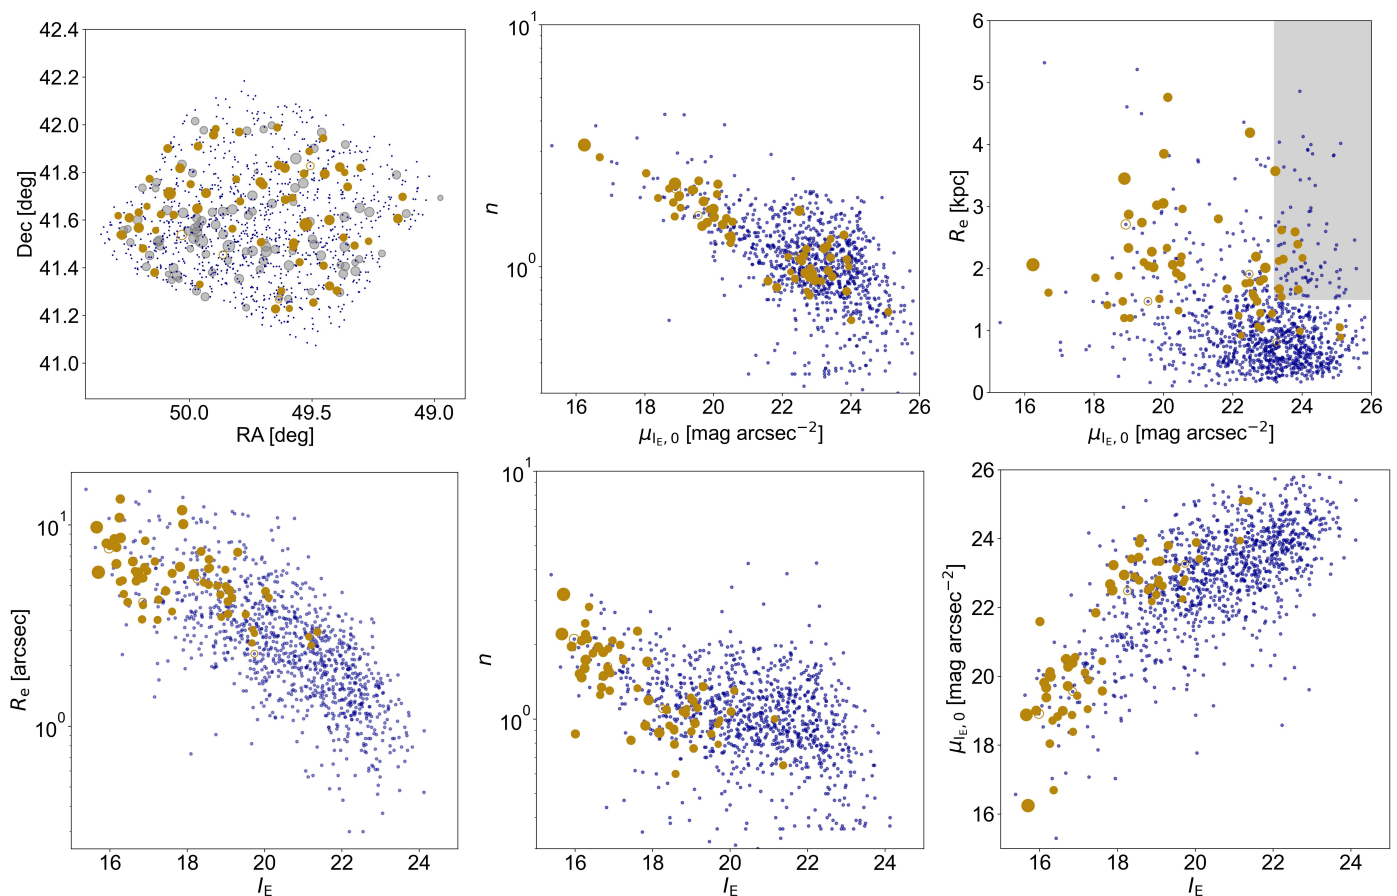 42.4
42.2
42.0
41.8
41.6
41.4
41.2
41.0
Dec [deg]
50.0 49.5 49.0
RA [deg]
10¹
10⁰
n
16 18 20 22 24 26
μ_{I_E, 0} [mag arcsec⁻²]
6
5
4
3
2
1
0
R_e [kpc]
16 18 20 22 24 26
μ_{I_E, 0} [mag arcsec⁻²]
10¹
10⁰
R_e [arcsec]
16 18 20 22 24
I_E
10¹
10⁰
n
16 18 20 22 24
I_E
26
24
22
20
18
16
μ_{I_E, 0} [mag arcsec⁻²]
16 18 20 22 24
I_E